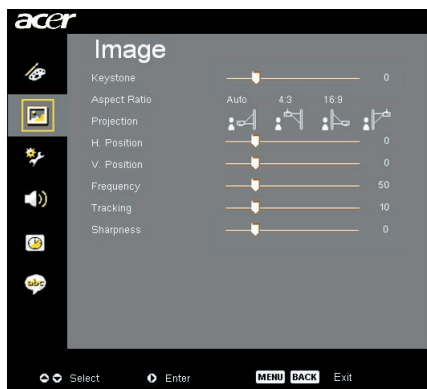 acer
Image
Keystone 0
Aspect Ratio Auto 4:3 16:9
Projection
H. Position 0
V. Position 0
Frequency 50
Tracking 10
Sharpness 0
abc
Select Enter MENU BACK Exit